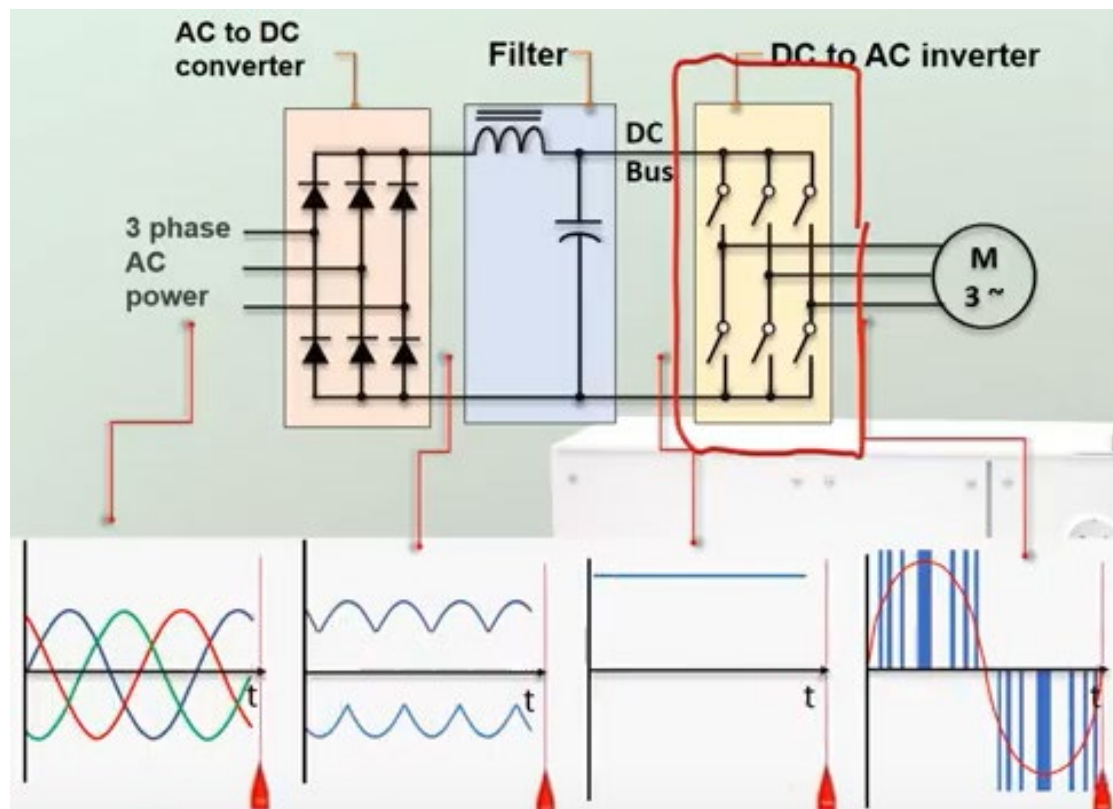 AC to DC
converter
Filter
DC to AC inverter
DC
Bus
3 phase
AC
power
M
3 ~
t
t
t
t